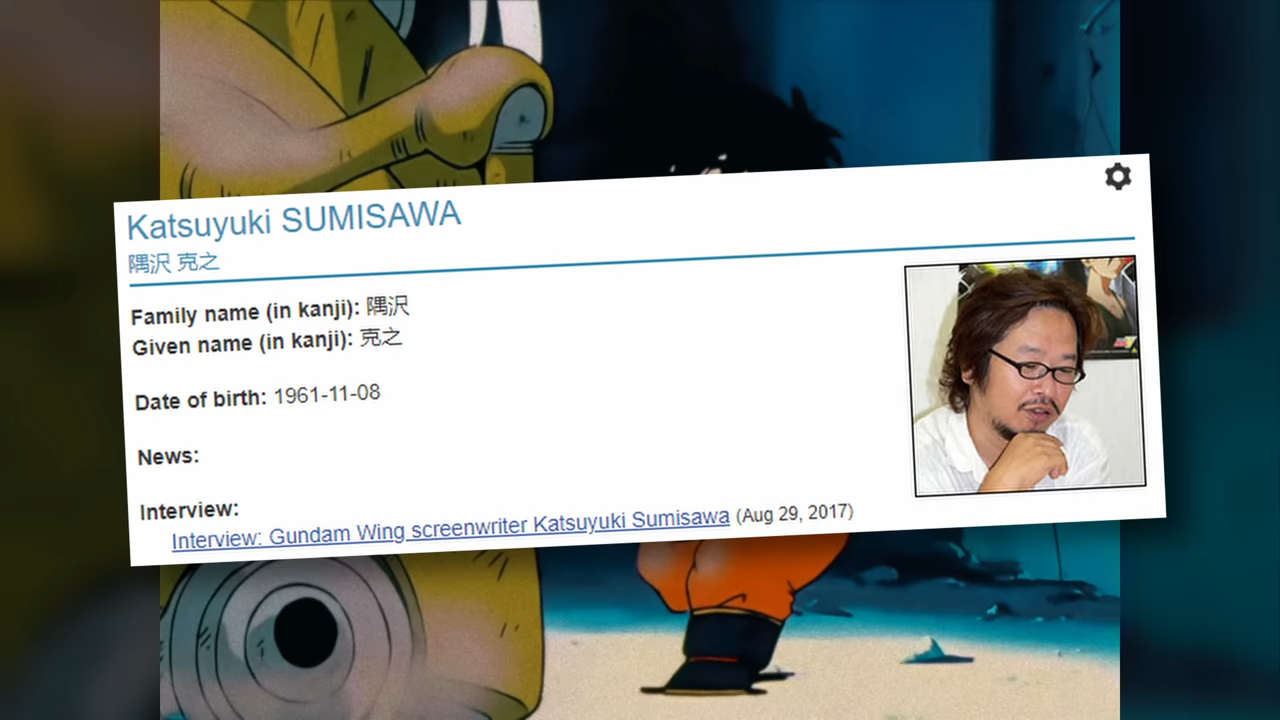 Katsuyuki SUMISAWA
隅沢 克之
Family name (in kanji): 隅沢
Given name (in kanji): 克之
Date of birth: 1961-11-08
News:
Interview:
Interview: Gundam Wing screenwriter Katsuyuki Sumisawa (Aug 29, 2017)